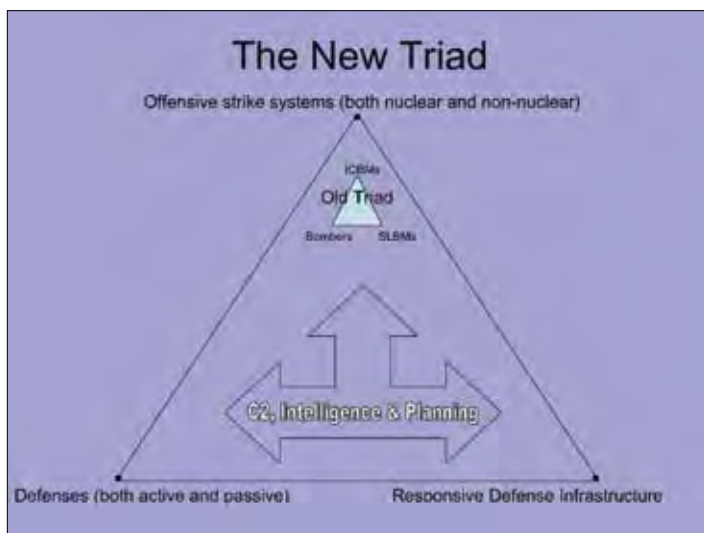 The New Triad
Offensive strike systems (both nuclear and non-nuclear)
ICBMs
Old Triad
Bombers SLBMs
C2, Intelligence & Planning
Defenses (both active and passive) Responsive Defense Infrastructure